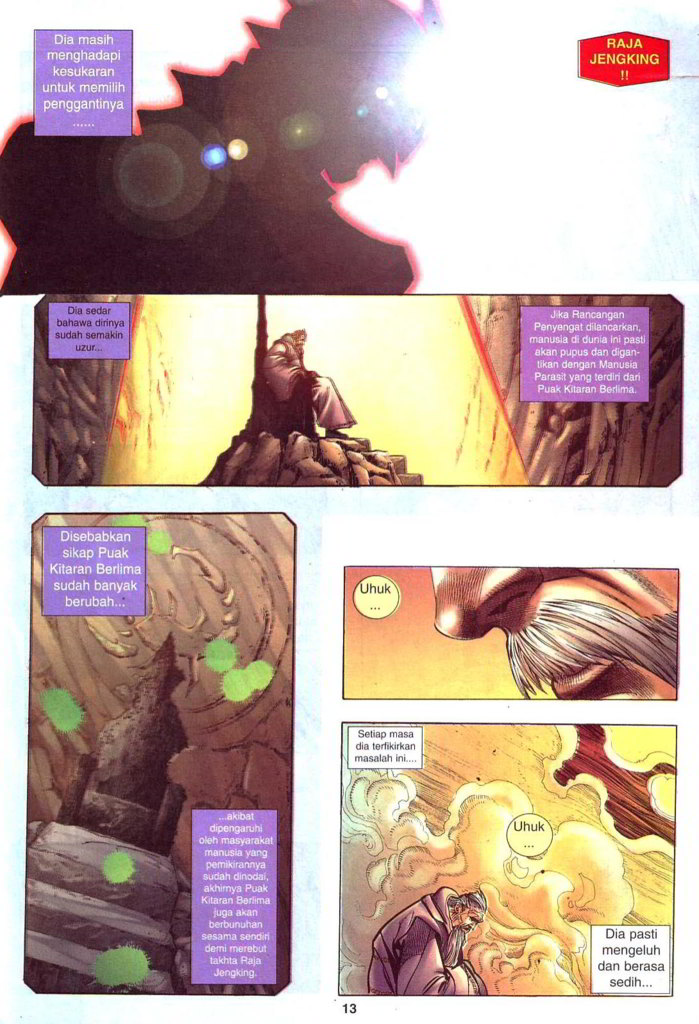 Dia masih
menghadapi
kesukaran
untuk memilih
penggantinya
......
RAJA
JENGKING
!!
Dia sedar
bahawa dirinya
sudah semakin
uzur...
Jika Rancangan
Penyengat dilancarkan,
manusia di dunia ini pasti
akan pupus dan digan-
tikan dengan Manusia
Parasit yang terdiri dari
Puak Kitaran Berlima.
Disebabkan
sikap Puak
Kitaran Berlima
sudah banyak
berubah...
...akibat
dipengaruhi
oleh masyarakat
manusia yang
pemikirannya
sudah dinodai,
akhirnya Puak
Kitaran Berlima
juga akan
berbunuhan
sesama sendiri
demi merebut
takhta Raja
Jengking.
Uhuk
...
Setiap masa
dia terfikirkan
masalah ini....
Uhuk
...
Dia pasti
mengeluh
dan berasa
sedih...
13